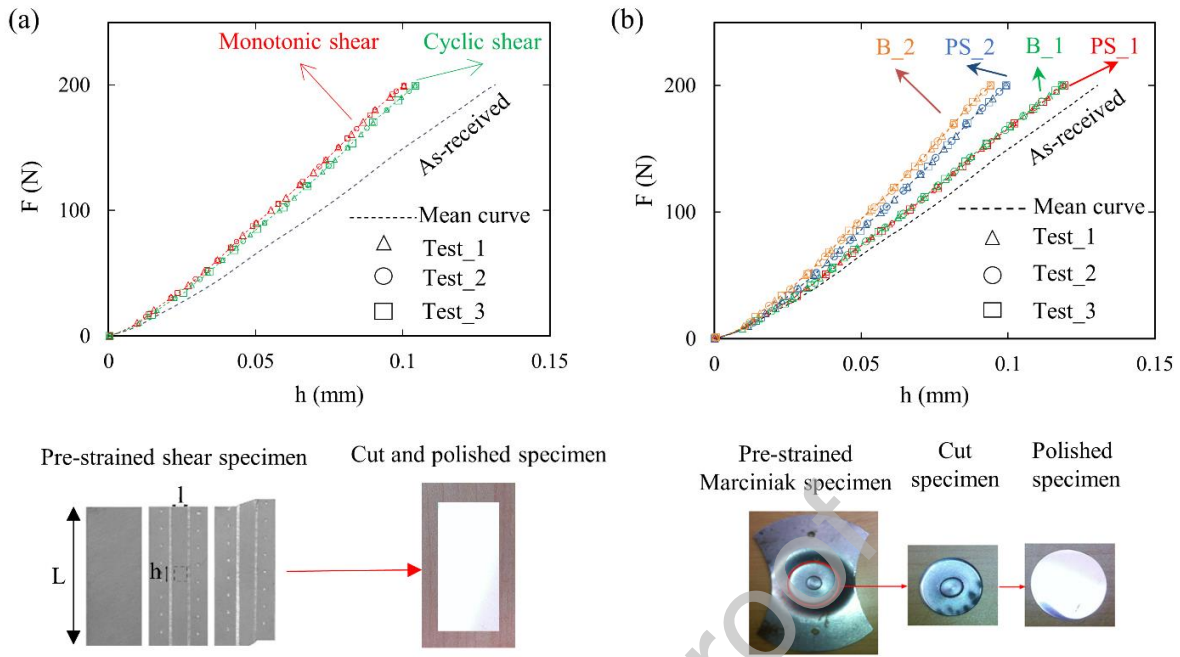 (a)
Monotonic shear
Cyclic shear
200
As-received
F (N)
100
Mean curve
Test_1
Test_2
Test_3
0
0
0.05
0.1
0.15
h (mm)
Pre-strained shear specimen
Cut and polished specimen
l
L
h
(b)
B_2
PS_2
B_1
PS_1
200
As-received
F (N)
100
Mean curve
Test_1
Test_2
Test_3
0
0
0.05
0.1
0.15
h (mm)
Pre-strained
Marciniak specimen
Cut
specimen
Polished
specimen